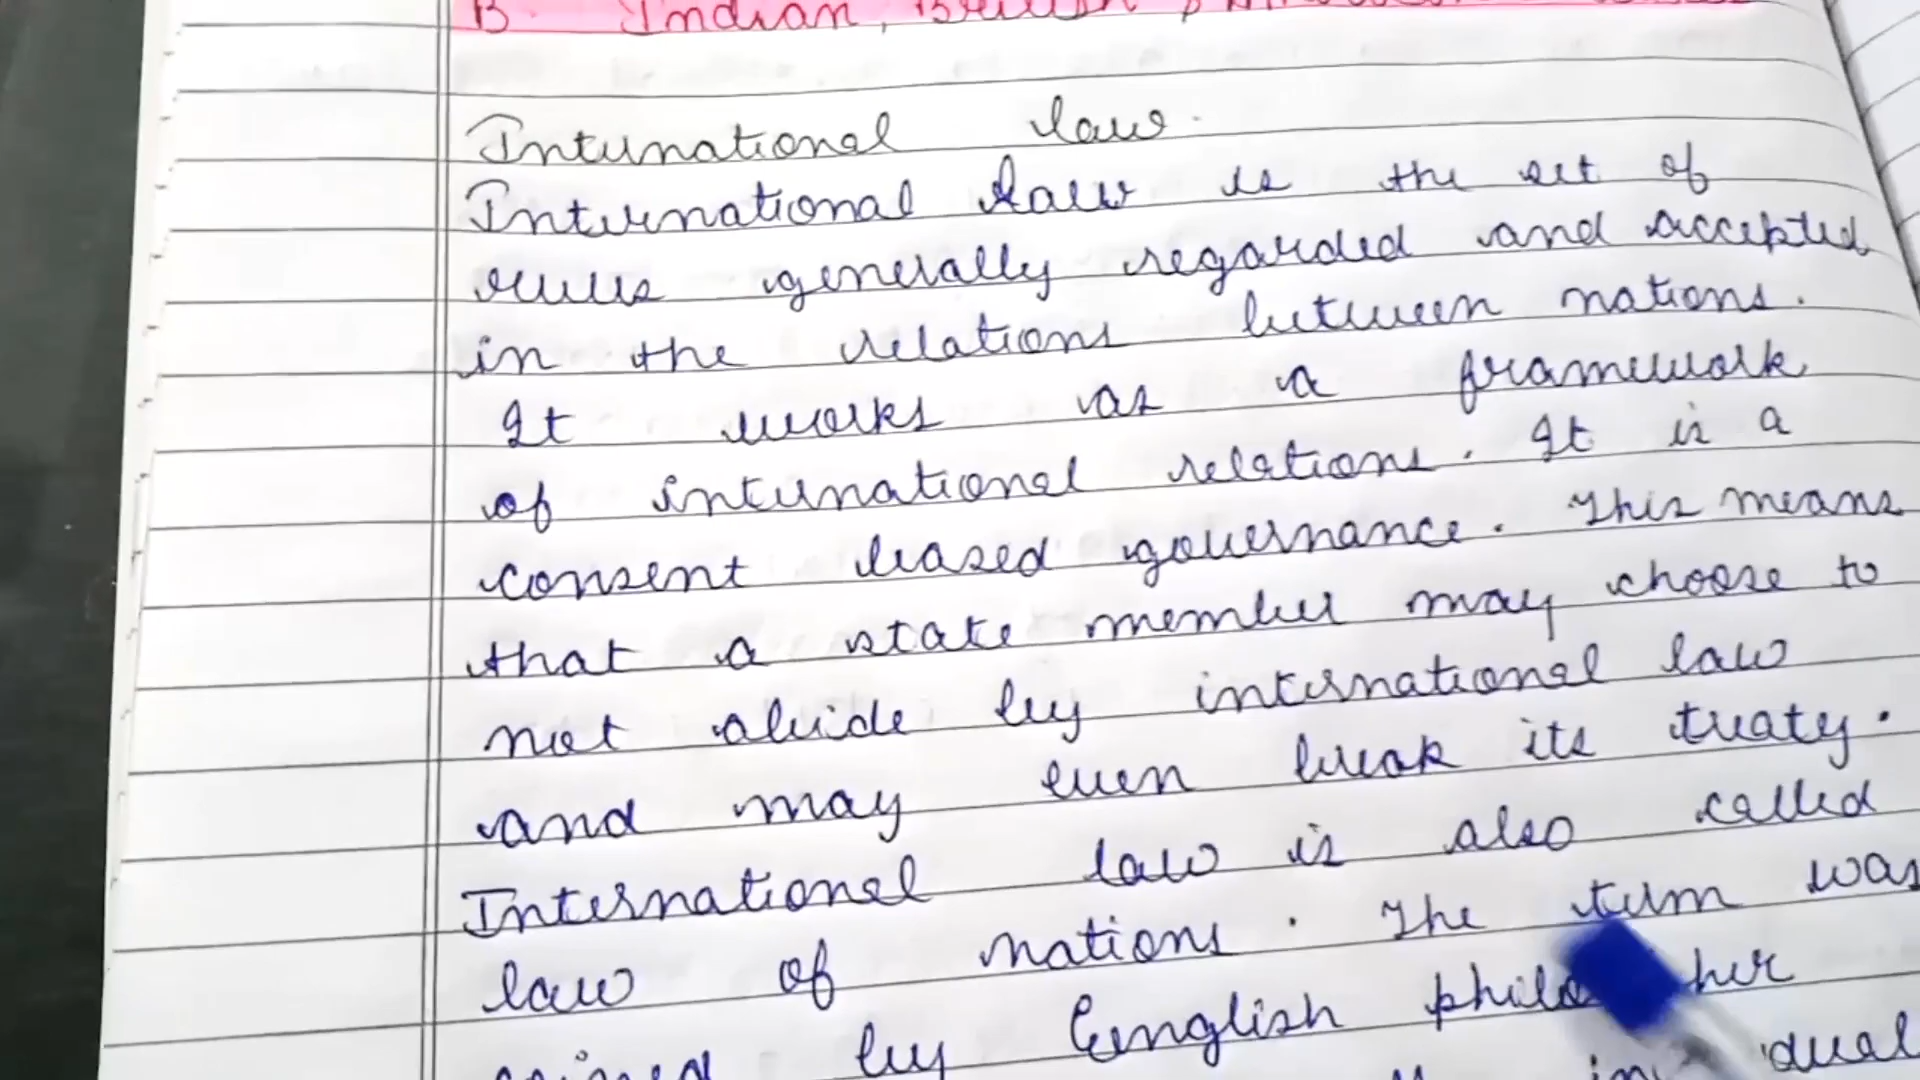 B. Indian, British,
International law.
International law is the set of
rules generally regarded and accepted
in the relations between nations.
It works as a framework
of international relations. It is a
consent based governance. This means
that a state member may choose to
not abide by international law
and may even break its treaty.
International law is also called
law of nations. The term was
by English